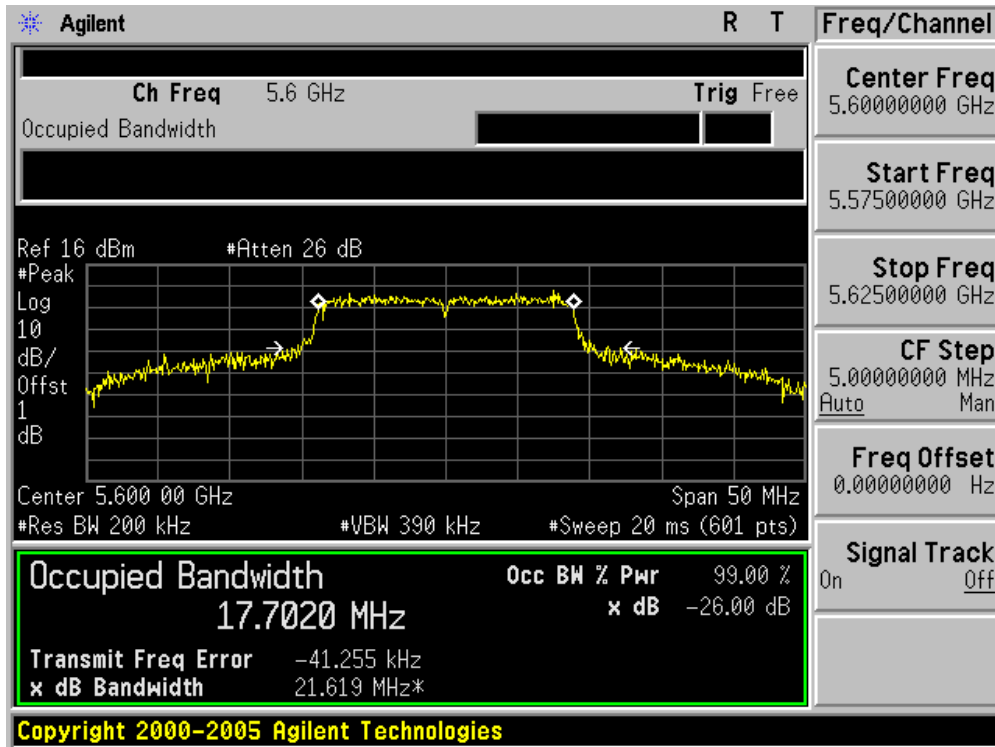 Agilent R T
Ch Freq 5.6 GHz Trig Free
Occupied Bandwidth
Ref 16 dBm #Atten 26 dB
#Peak
Log
10
dB/
Offst
1
dB
Center 5.600 00 GHz Span 50 MHz
#Res BW 200 kHz #VBW 390 kHz #Sweep 20 ms (601 pts)
Occupied Bandwidth
17.7020 MHz
Occ BW % Pwr 99.00 %
x dB -26.00 dB
Transmit Freq Error -41.255 kHz
x dB Bandwidth 21.619 MHz*
Copyright 2000-2005 Agilent Technologies
Freq/Channel
Center Freq
5.60000000 GHz
Start Freq
5.57500000 GHz
Stop Freq
5.62500000 GHz
CF Step
5.00000000 MHz
Auto Man
Freq Offset
0.00000000 Hz
Signal Track
On Off